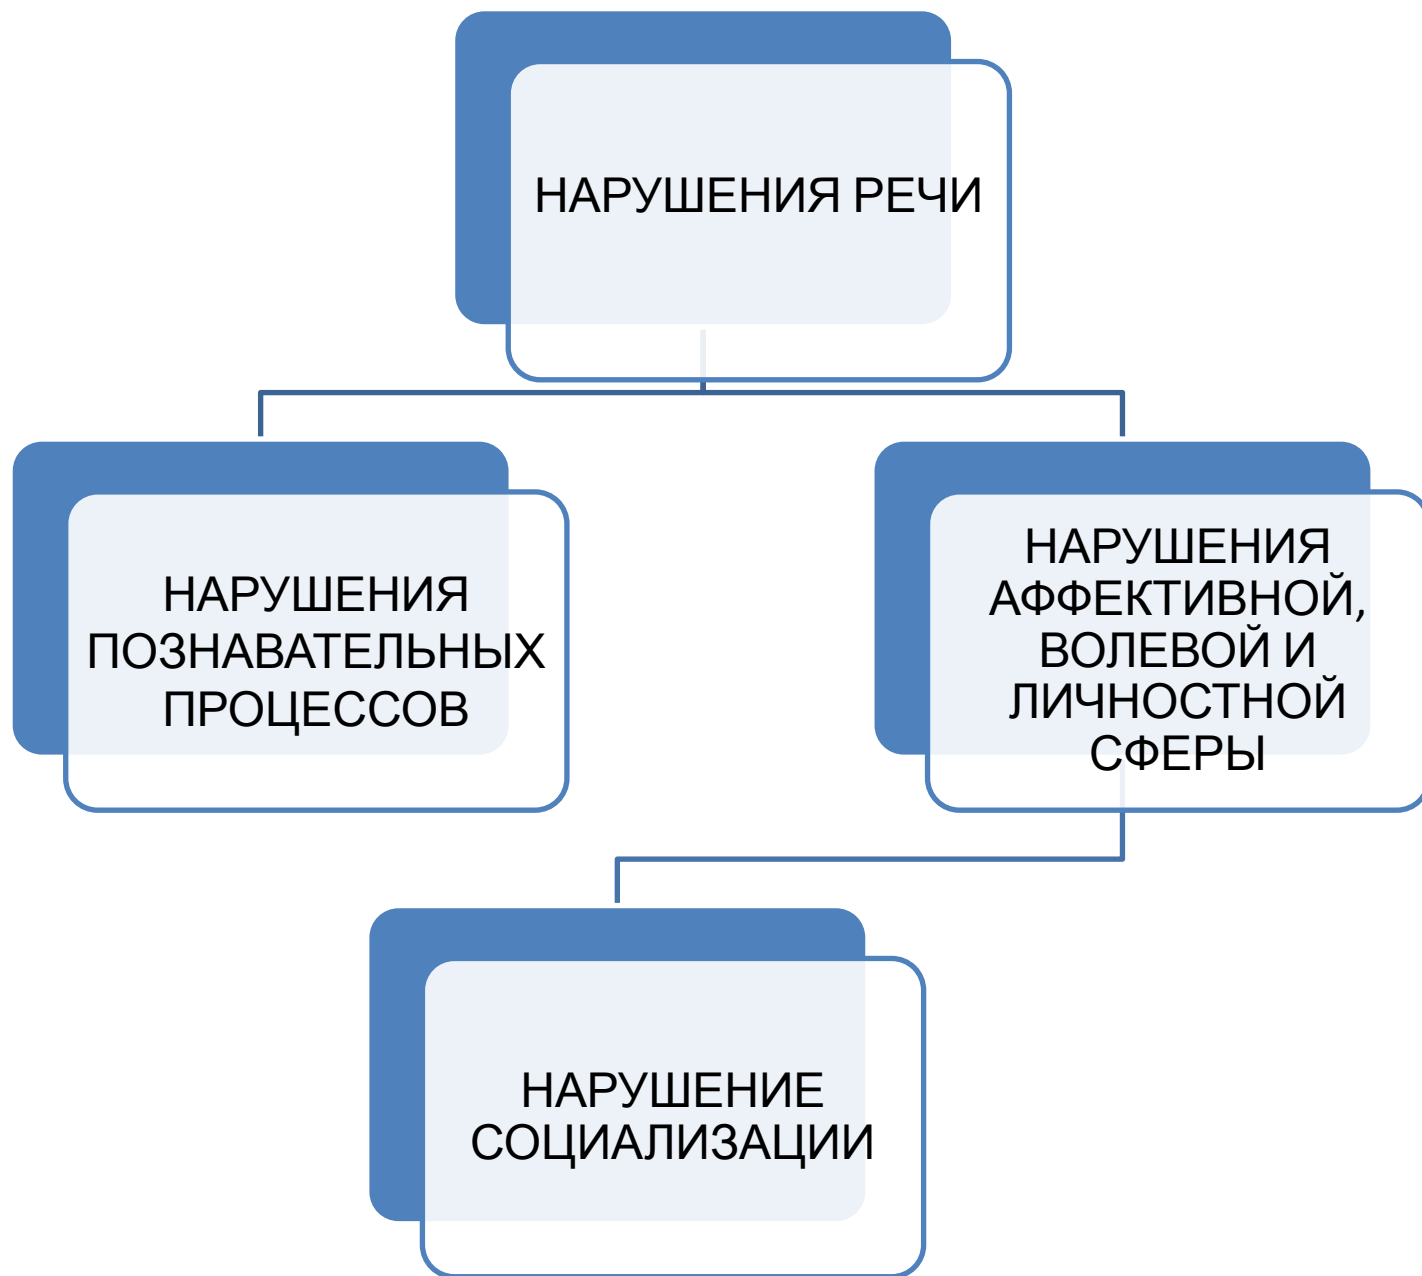 НАРУШЕНИЯ РЕЧИ
НАРУШЕНИЯ
ПОЗНАВАТЕЛЬНЫХ
ПРОЦЕССОВ
НАРУШЕНИЯ
АФФЕКТИВНОЙ,
ВОЛЕВОЙ И
ЛИЧНОСТНОЙ
СФЕРЫ
НАРУШЕНИЕ
СОЦИАЛИЗАЦИИ